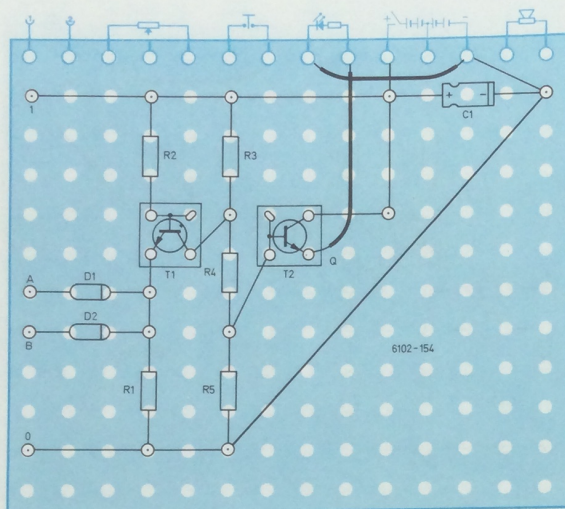 + -
1
+ -
C1
R2
R3
T1
R4
T2
Q
A
D1
D2
B
6102-154
R1
R5
0